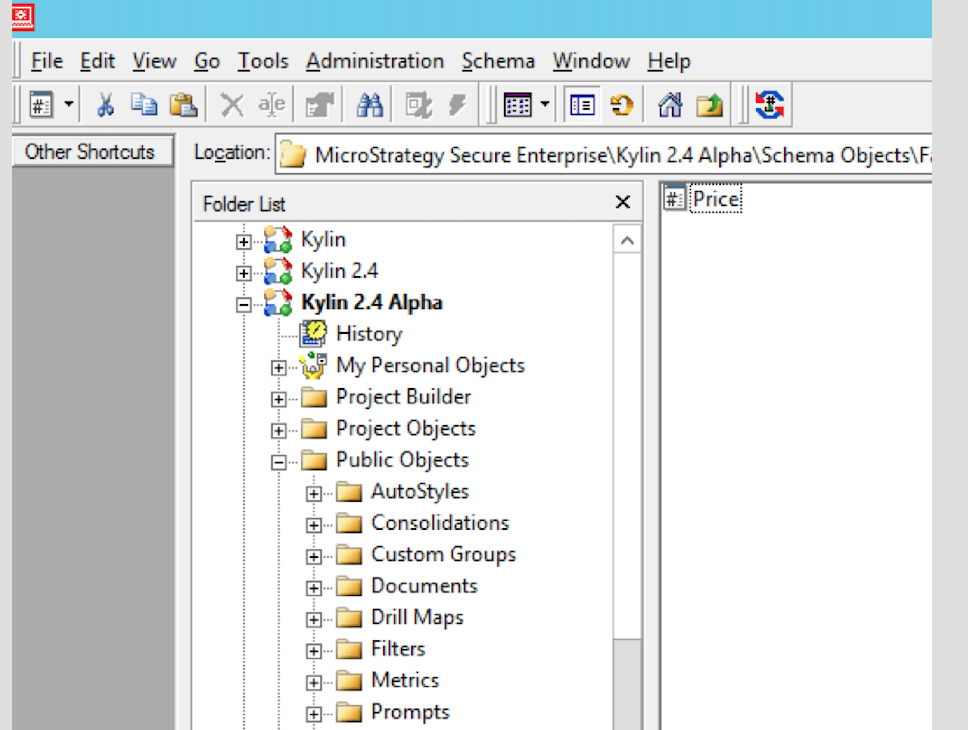 File Edit View Go Tools Administration Schema Window Help
Other Shortcuts
Location: MicroStrategy Secure Enterprise\Kylin 2.4 Alpha\Schema Objects\Fa
Folder List
Price
Kylin
Kylin 2.4
Kylin 2.4 Alpha
History
My Personal Objects
Project Builder
Project Objects
Public Objects
AutoStyles
Consolidations
Custom Groups
Documents
Drill Maps
Filters
Metrics
Prompts